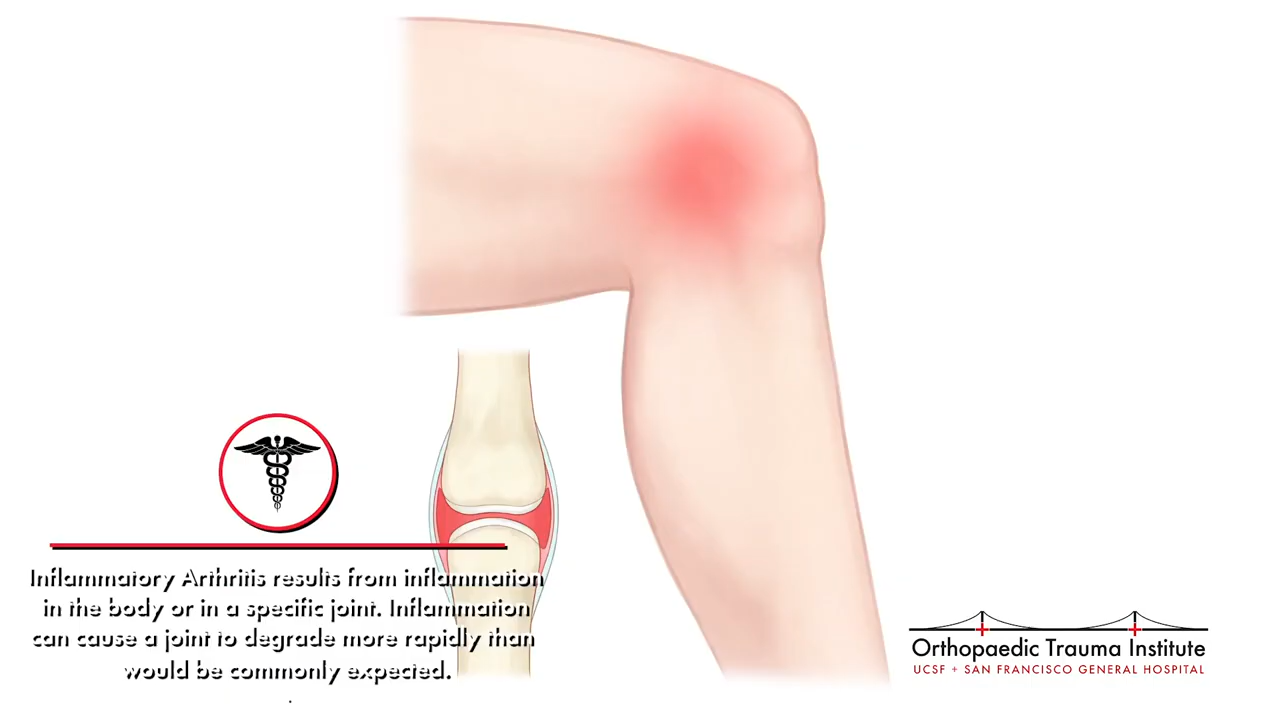 Inflammatory Arthritis results from inflammation
in the body or in a specific joint. Inflammation
can cause a joint to degrade more rapidly than
would be commonly expected.
.
Orthopaedic Trauma Institute
UCSF + SAN FRANCISCO GENERAL HOSPITAL